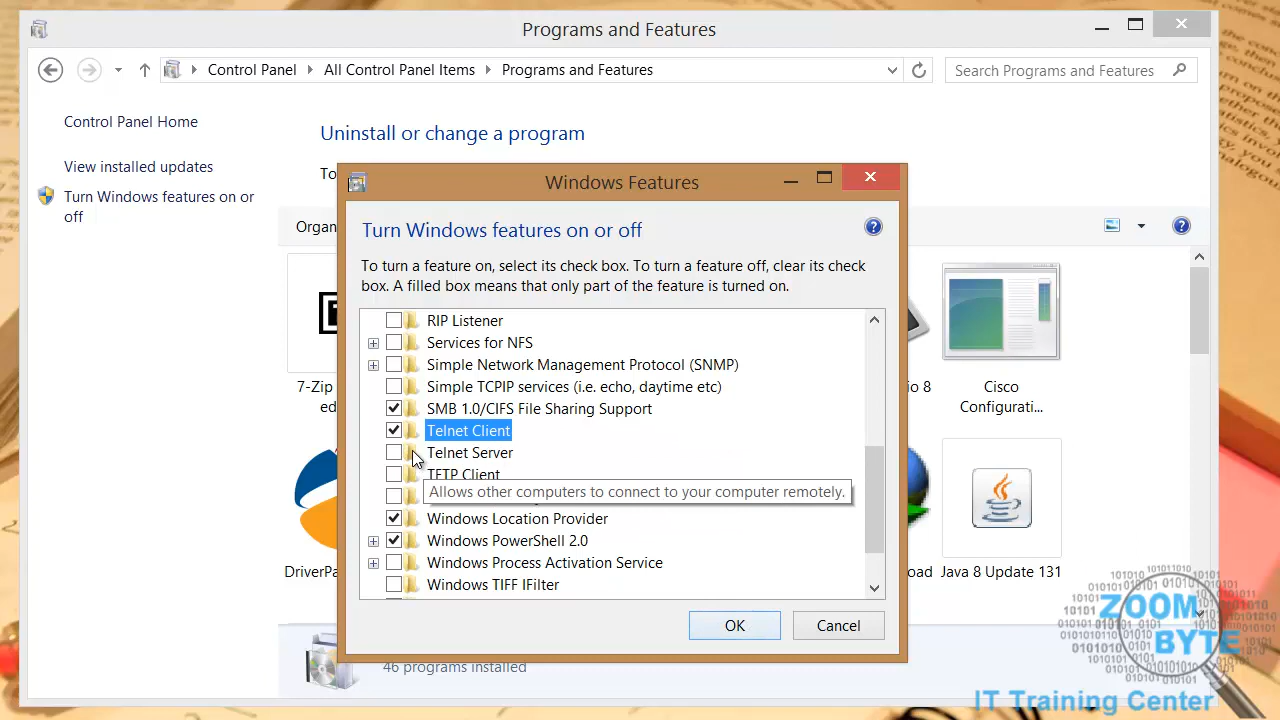 Programs and Features
Control Panel
All Control Panel Items
Programs and Features
Search Programs and Features
Control Panel Home
View installed updates
Turn Windows features on or
off
Uninstall or change a program
To
Organ
Windows Features
Turn Windows features on or off
To turn a feature on, select its check box. To turn a feature off, clear its check
box. A filled box means that only part of the feature is turned on.
RIP Listener
Services for NFS
Simple Network Management Protocol (SNMP)
Simple TCPIP services (i.e. echo, daytime etc)
SMB 1.0/CIFS File Sharing Support
Telnet Client
Telnet Server
TFTP Client
Allows other computers to connect to your computer remotely.
Windows Location Provider
Windows PowerShell 2.0
Windows Process Activation Service
Windows TIFF IFilter
OK
Cancel
7-Zip
ed
io 8
Cisco
Configurati...
DriverPa
oad
Java 8 Update 131
46 programs installed
ZOOM
BYTE
IT Training Center